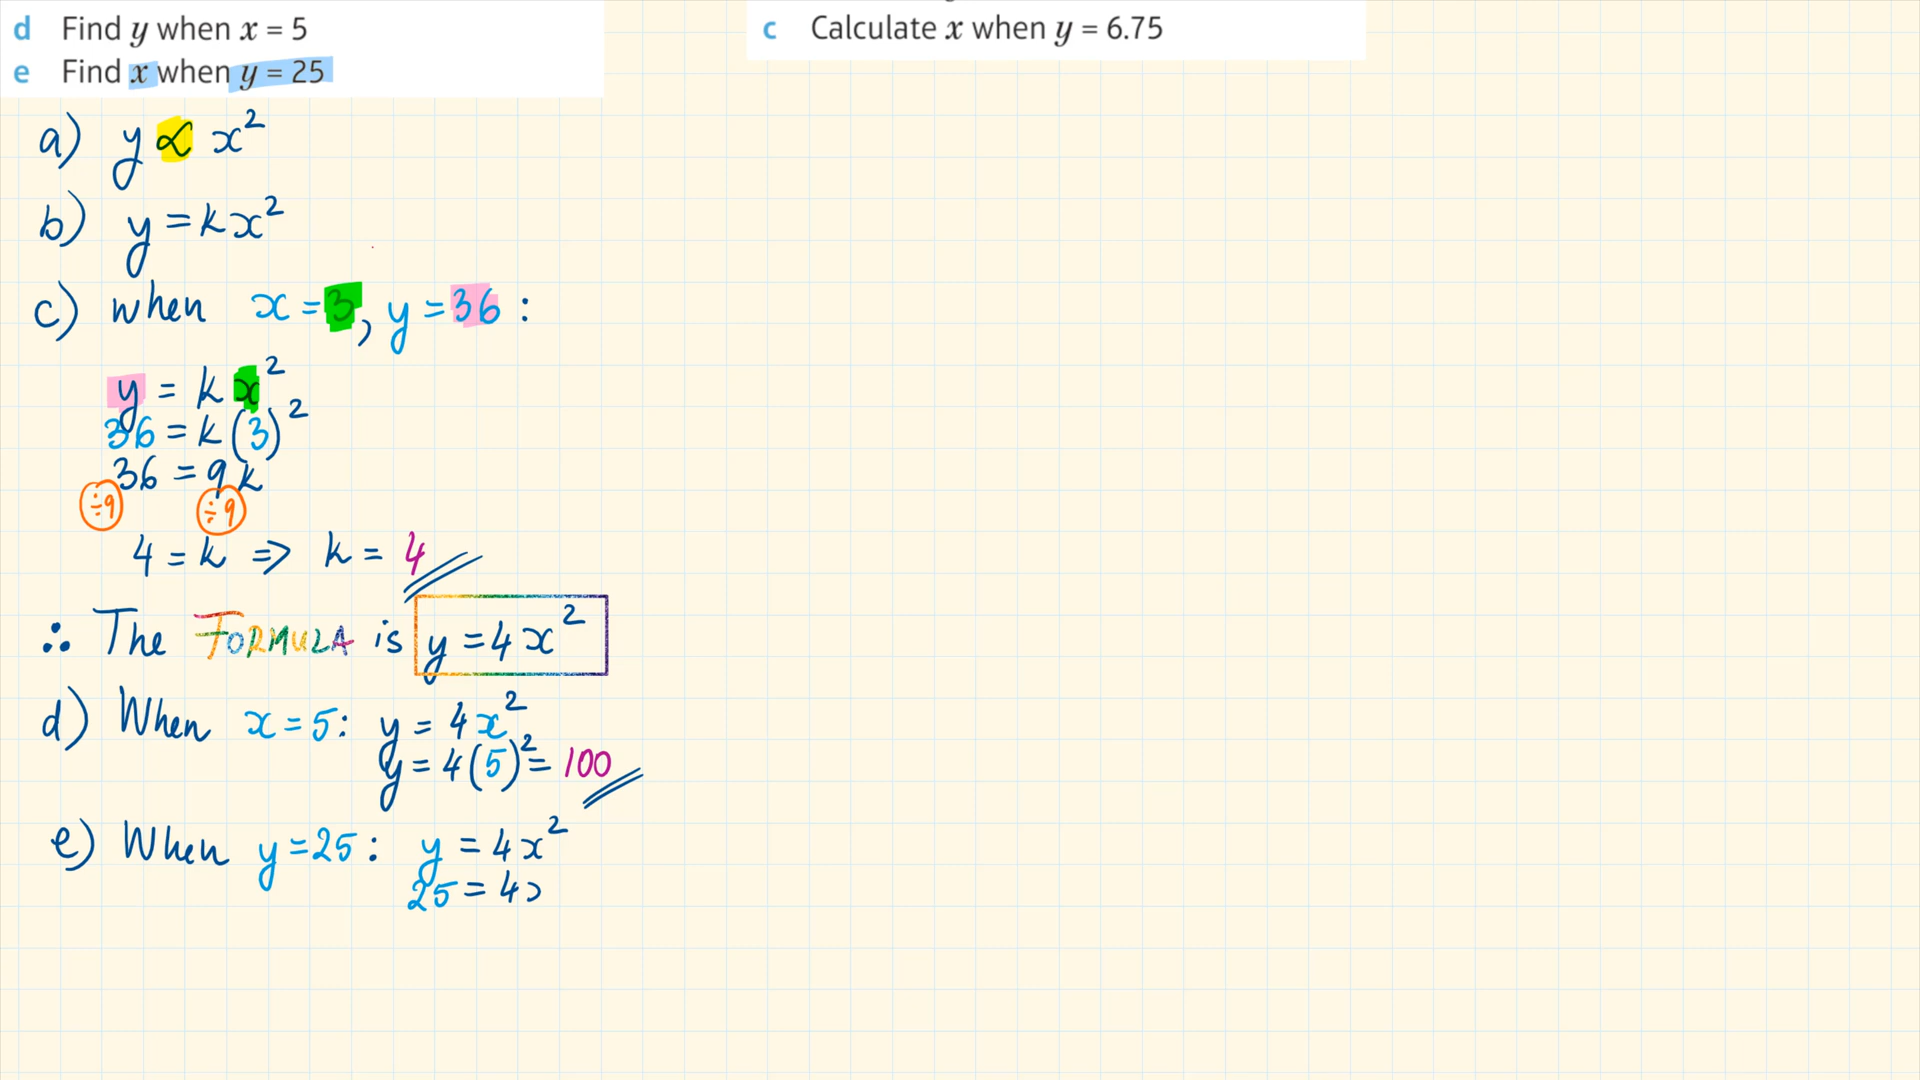 d Find y when x = 5
e Find x when y = 25
c Calculate x when y = 6.75
a) y ∝ x²
b) y = kx²
c) when x = 3, y = 36 :
y = k x²
36 = k(3)²
36 = 9k
÷9 ÷9
4 = k => k = 4
∴ The FORMULA is y = 4x²
d) When x = 5 : y = 4x²
y = 4(5)² = 100
e) When y = 25 : y = 4x²
25 = 4